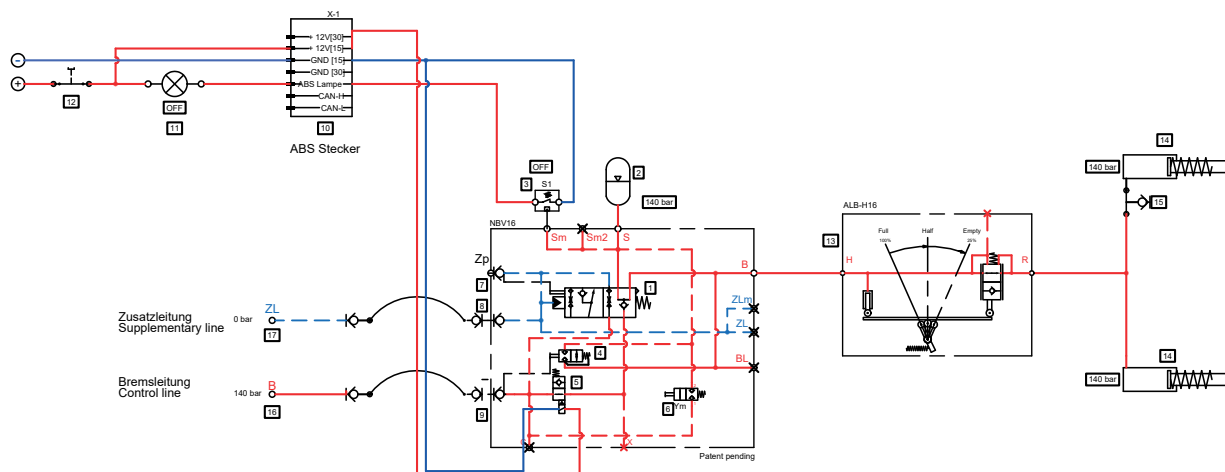 X-1
+ 12V[30]
+ 12V[15]
GND [15]
GND [30]
ABS Lampe
CAN-H
CAN-L
-
+
12
OFF
11
10
ABS Stecker
OFF
3
S1
2
140 bar
NBV16
Sm
Sm2
S
Zp
7
8
1
B
ZLm
ZL
BL
4
5
6
Ym
9
X
Patent pending
ZL
Zusatzleitung
Supplementary line
0 bar
17
B
Bremsleitung
Control line
140 bar
16
ALB-H16
13
Full
100%
Half
Empty
25%
H
R
14
140 bar
15
14
140 bar